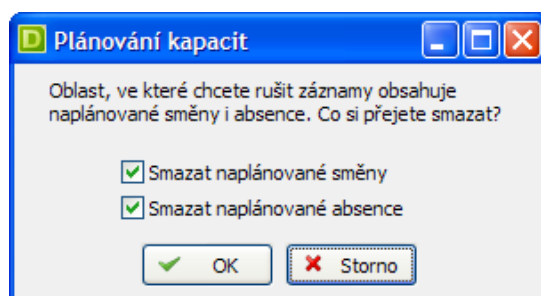 D Plánování kapacit
Oblast, ve které chcete rušit záznamy obsahuje
naplánované směny i absence. Co si přejete smazat?
Smazat naplánované směny
Smazat naplánované absence
OK
Storno